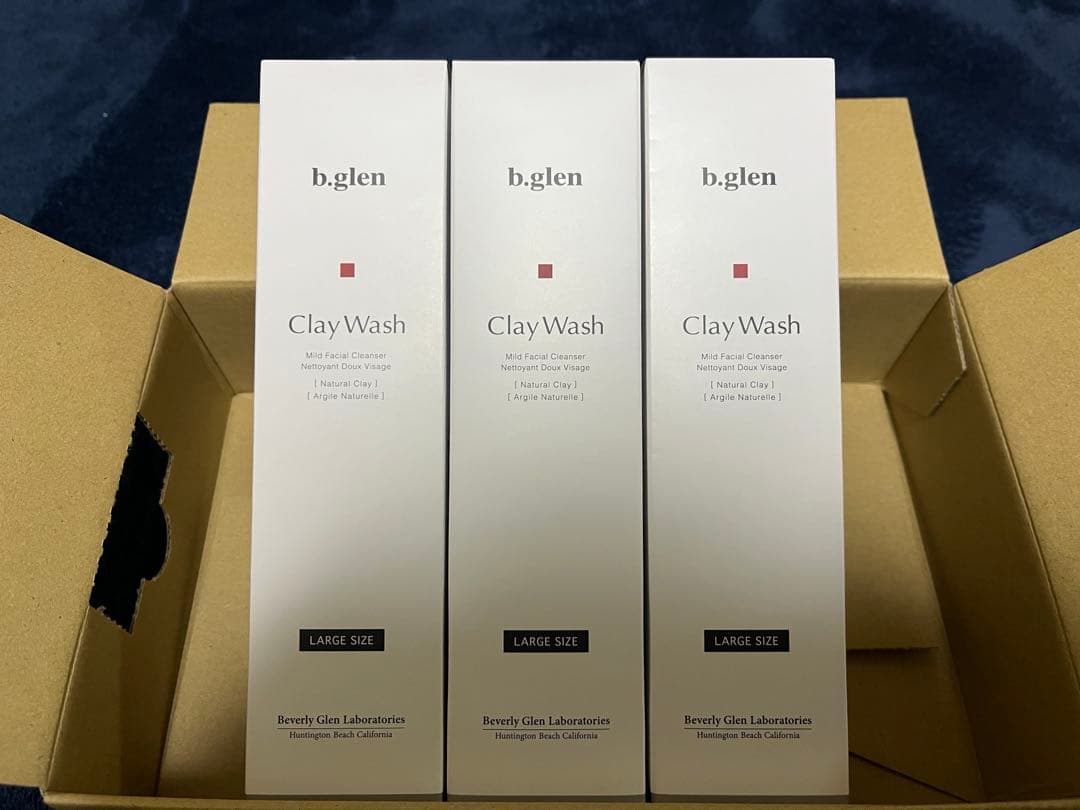 b.glen
Clay Wash
Mild Facial Cleanser
Nettoyant Doux Visage
[ Natural Clay ]
[ Argile Naturelle ]
LARGE SIZE
Beverly Glen Laboratories
Huntington Beach California
b.glen
Clay Wash
Mild Facial Cleanser
Nettoyant Doux Visage
[ Natural Clay ]
[ Argile Naturelle ]
LARGE SIZE
Beverly Glen Laboratories
Huntington Beach California
b.glen
Clay Wash
Mild Facial Cleanser
Nettoyant Doux Visage
[ Natural Clay ]
[ Argile Naturelle ]
LARGE SIZE
Beverly Glen Laboratories
Huntington Beach California